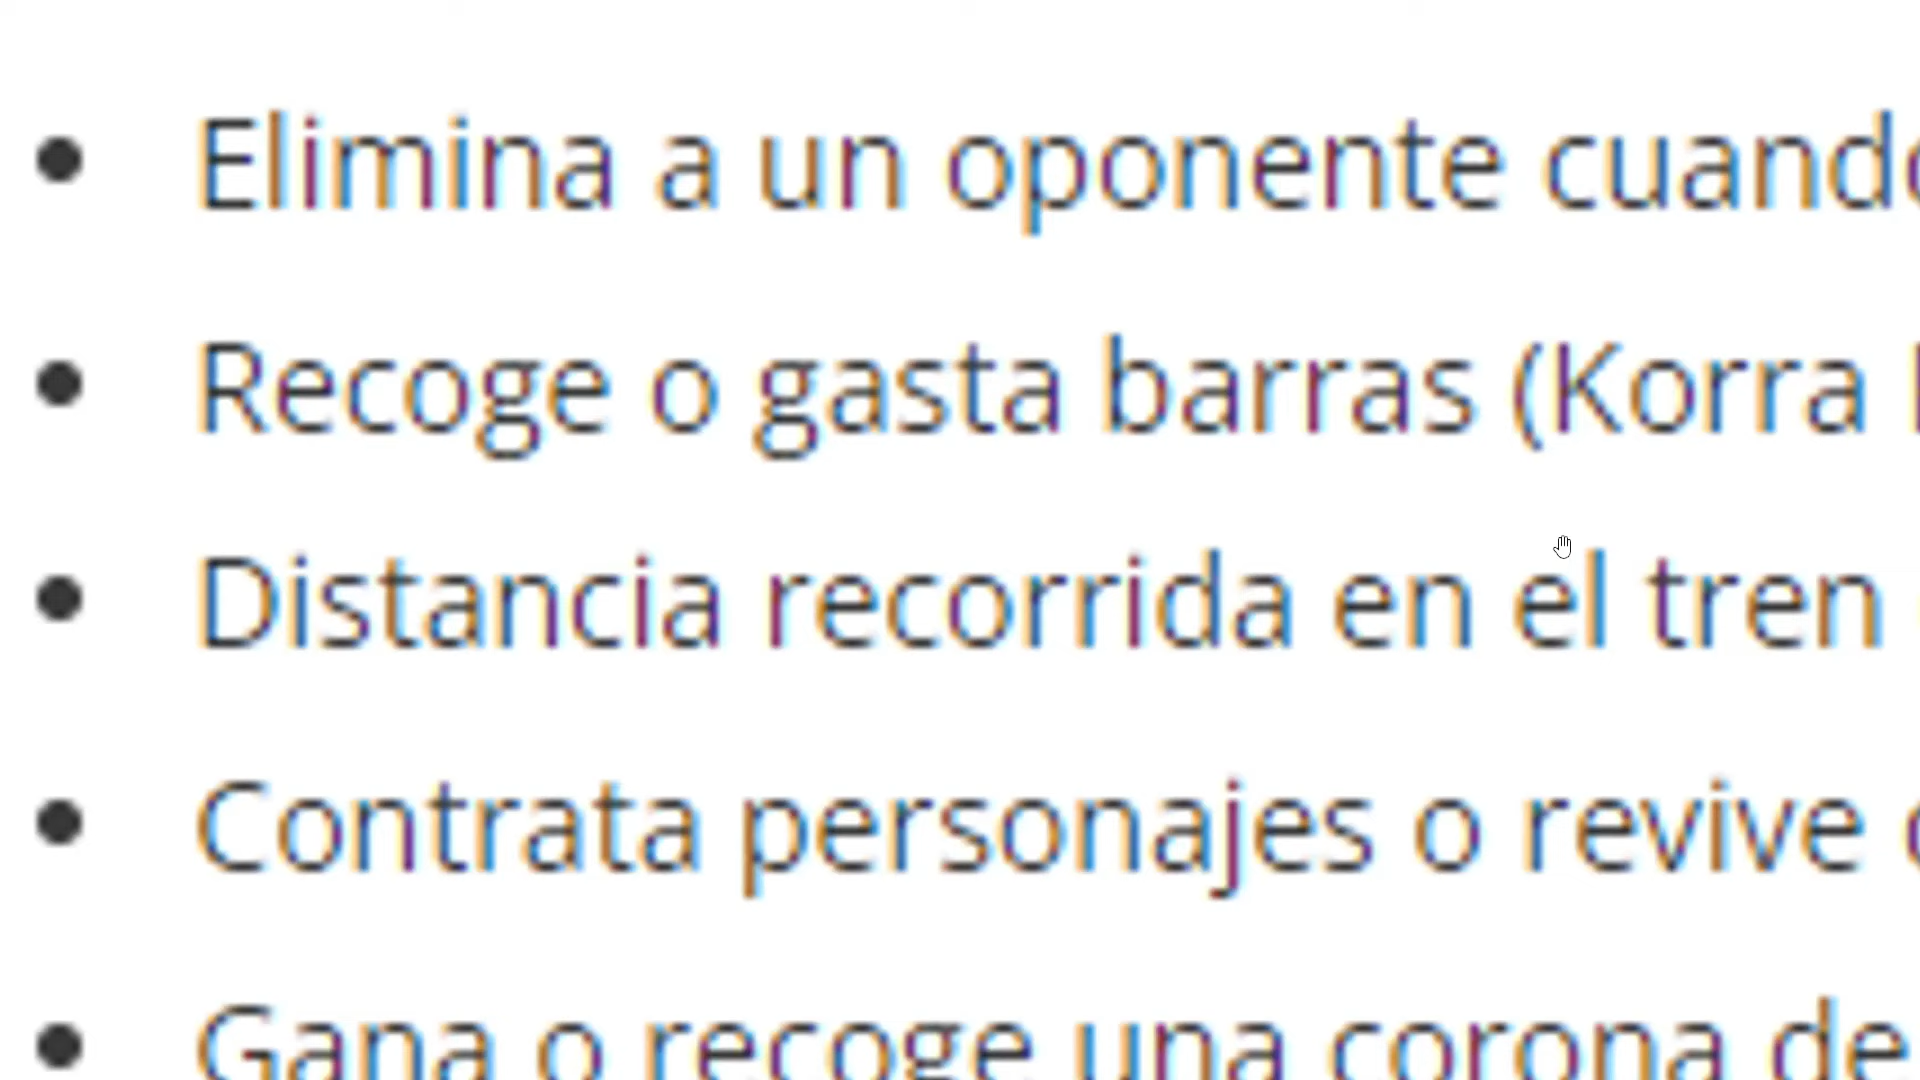 • Elimina a un oponente cuando
• Recoge o gasta barras (Korra
• Distancia recorrida en el tren
• Contrata personajes o revive
• Gana o recoge una corona de